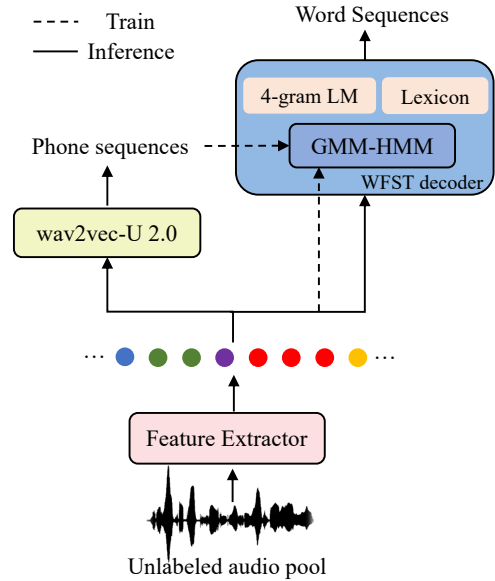 Train
Inference
Word Sequences
4-gram LM
Lexicon
GMM-HMM
WFST decoder
Phone sequences
wav2vec-U 2.0
...
...
Feature Extractor
Unlabeled audio pool